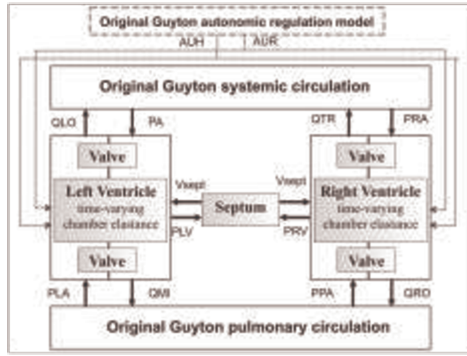 Original Guyton autonomic regulation model
AUH
AUR
Original Guyton systemic circulation
QLO
PA
QTR
PRA
Valve
Valve
Left Ventricle
time-varying
chamber elastance
Vsept
PLV
Septum
Vsept
PRV
Right Ventricle
time-varying
chamber elastance
Valve
Valve
PLA
QMI
PPA
QRO
Original Guyton pulmonary circulation